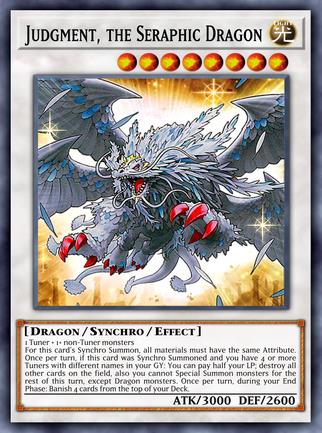 JUDGMENT, THE SERAPHIC DRAGON
LIGHT
光
[DRAGON / SYNCHRO / EFFECT]
1 Tuner + 1+ non-Tuner monsters
For this card's Synchro Summon, all materials must have the same Attribute.
Once per turn, if this card was Synchro Summoned and you have 4 or more
Tuners with different names in your GY: You can pay half your LP; destroy all
other cards on the field, also you cannot Special Summon monsters for the
rest of this turn, except Dragon monsters. Once per turn, during your End
Phase: Banish 4 cards from the top of your Deck.
ATK/3000 DEF/2600